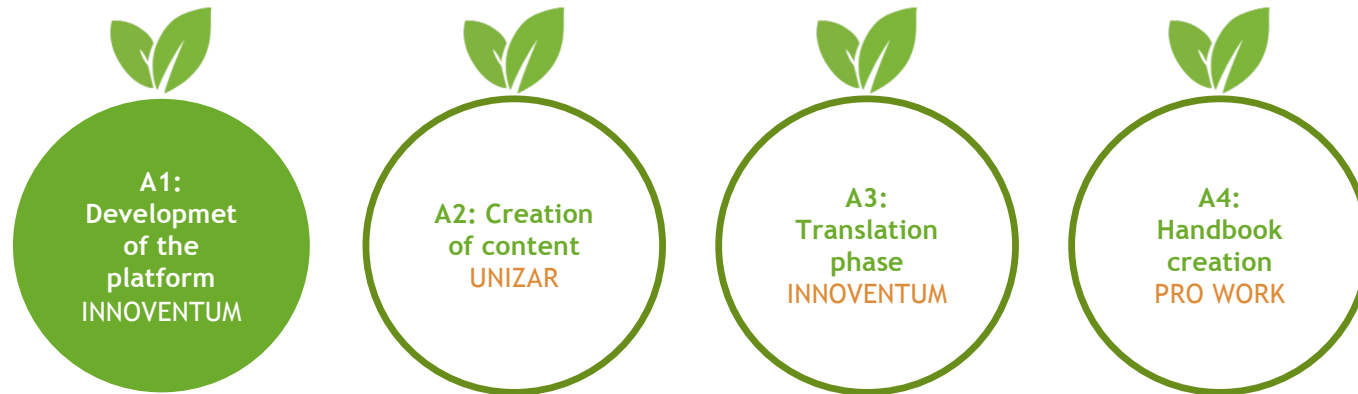 A1:
Developmet
of the
platform
INNOVENTUM
A2: Creation
of content
UNIZAR
A3:
Translation
phase
INNOVENTUM
A4:
Handbook
creation
PRO WORK